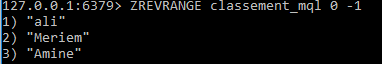 127.0.0.1:6379> ZREVRANGE classement_mql 0 -1
1) "ali"
2) "Meriem"
3) "Amine"